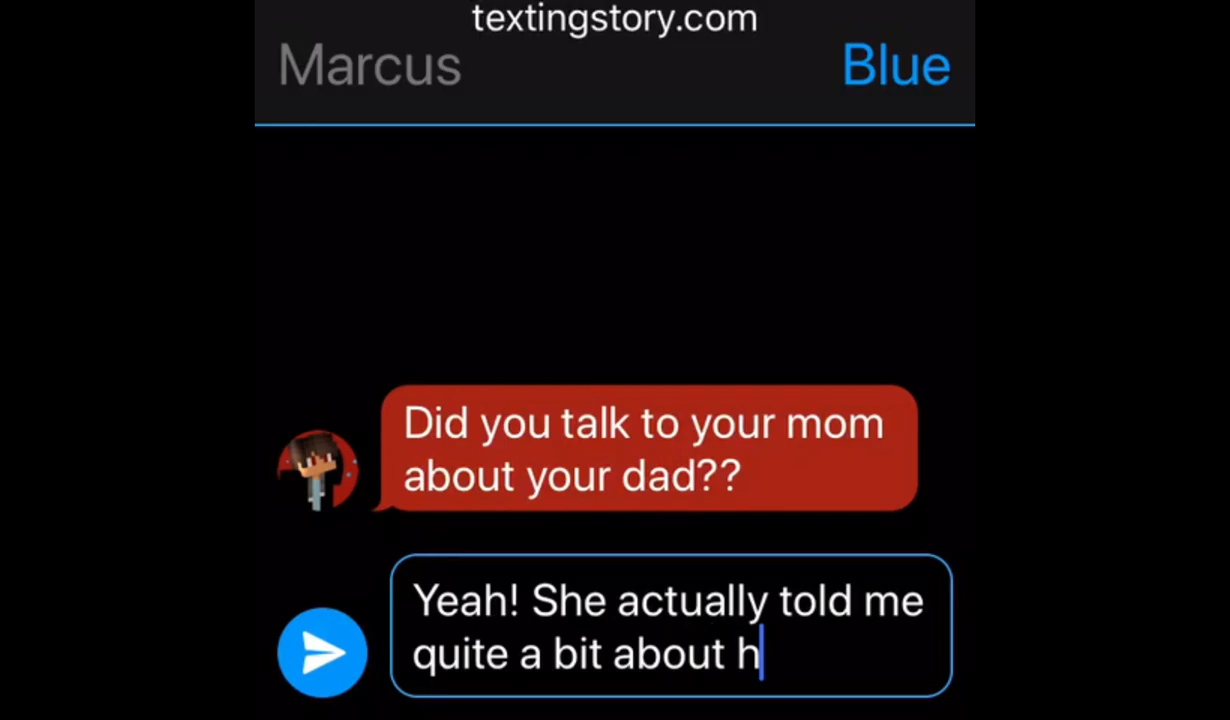 textingstory.com
Marcus
Blue
Did you talk to your mom
about your dad??
Yeah! She actually told me
quite a bit about h